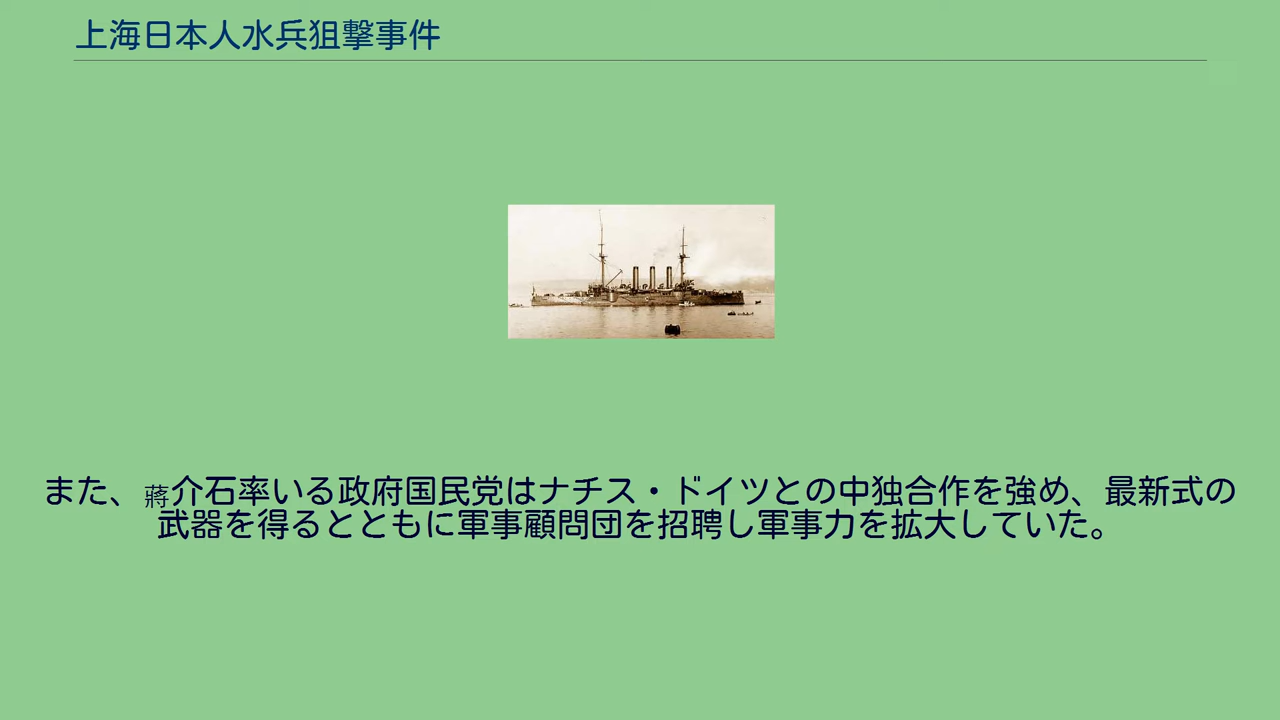 上海日本人水兵狙撃事件
また、蔣介石率いる政府国民党はナチス・ドイツとの中独合作を強め、最新式の
武器を得るとともに軍事顧問団を招聘し軍事力を拡大していた。